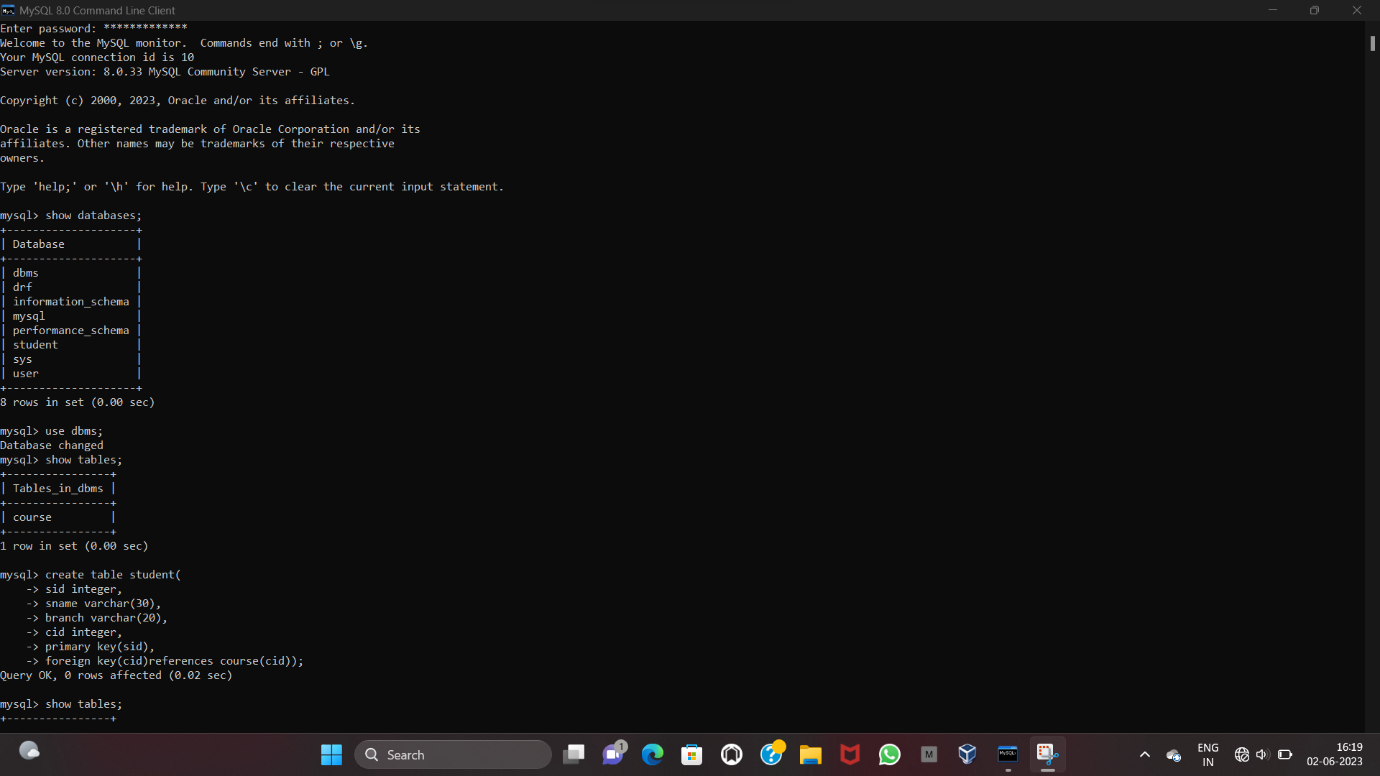 MySQL 8.0 Command Line Client
Enter password: *************
Welcome to the MySQL monitor.  Commands end with ; or \g.
Your MySQL connection id is 10
Server version: 8.0.33 MySQL Community Server - GPL
Copyright (c) 2000, 2023, Oracle and/or its affiliates.
Oracle is a registered trademark of Oracle Corporation and/or its
affiliates. Other names may be trademarks of their respective
owners.
Type 'help;' or '\h' for help. Type '\c' to clear the current input statement.
mysql> show databases;
+--------------------+
| Database           |
+--------------------+
| dbms               |
| drf                |
| information_schema |
| mysql              |
| performance_schema |
| student            |
| sys                |
| user               |
+--------------------+
8 rows in set (0.00 sec)
mysql> use dbms;
Database changed
mysql> show tables;
+----------------+
| Tables_in_dbms |
+----------------+
| course         |
+----------------+
1 row in set (0.00 sec)
mysql> create table student(
    -> sid integer,
    -> sname varchar(30),
    -> branch varchar(20),
    -> cid integer,
    -> primary key(sid),
    -> foreign key(cid)references course(cid));
Query OK, 0 rows affected (0.02 sec)
mysql> show tables;
+----------------+
Search
1
M
MySQL
ENG
IN
16:19
02-06-2023